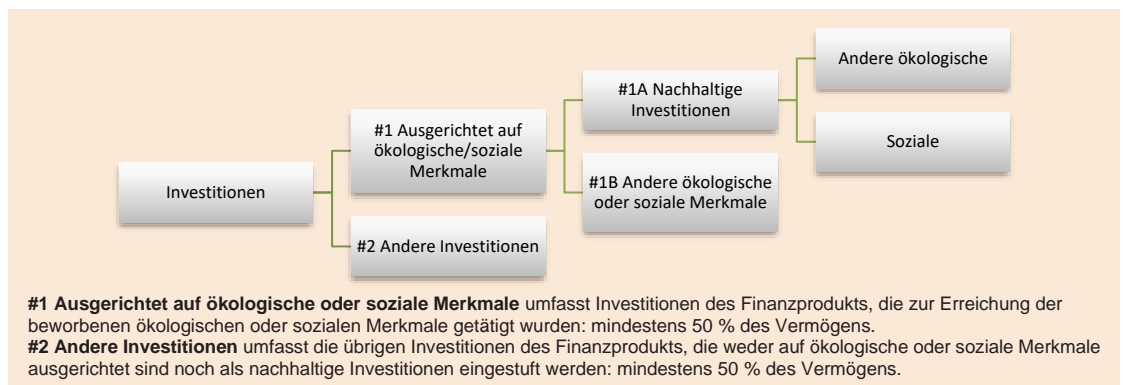 Andere ökologische
#1A Nachhaltige
Investitionen
#1 Ausgerichtet auf
ökologische/soziale
Merkmale
Soziale
Investitionen
#1B Andere ökologische
oder soziale Merkmale
#2 Andere Investitionen
#1 Ausgerichtet auf ökologische oder soziale Merkmale umfasst Investitionen des Finanzprodukts, die zur Erreichung der
beworbenen ökologischen oder sozialen Merkmale getätigt wurden: mindestens 50 % des Vermögens.
#2 Andere Investitionen umfasst die übrigen Investitionen des Finanzprodukts, die weder auf ökologische oder soziale Merkmale
ausgerichtet sind noch als nachhaltige Investitionen eingestuft werden: mindestens 50 % des Vermögens.